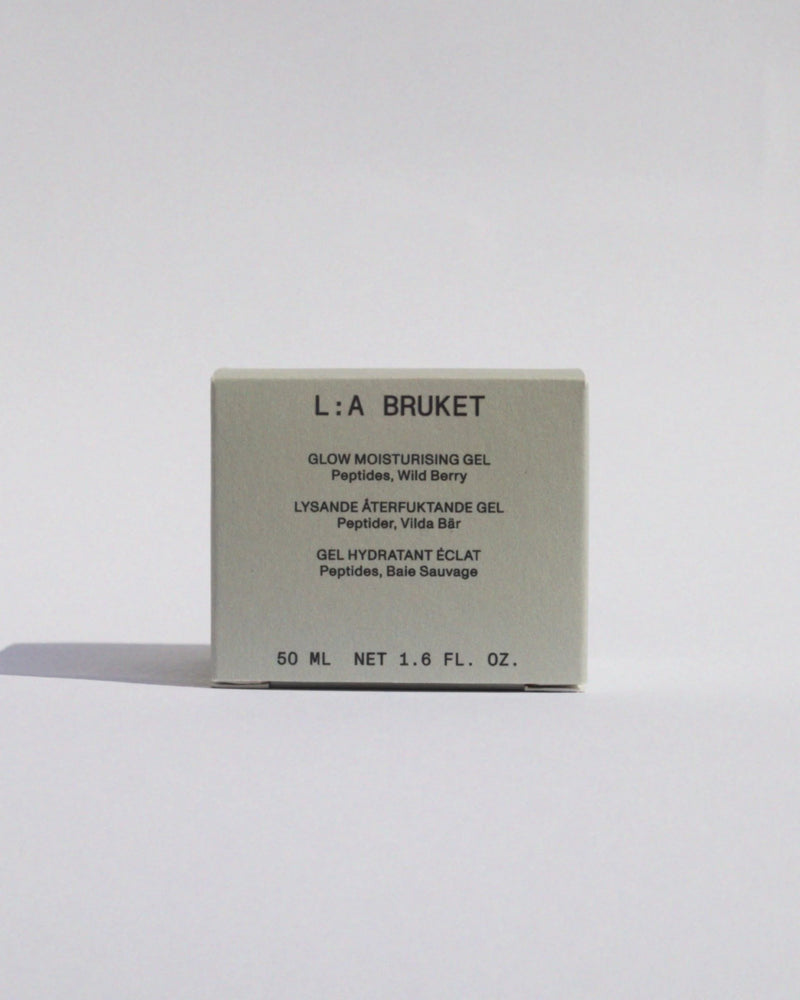 L:A BRUKET
GLOW MOISTURISING GEL
Peptides, Wild Berry
LYSANDE ÅTERFUKTANDE GEL
Peptider, Vilda Bär
GEL HYDRATANT ÉCLAT
Peptides, Baie Sauvage
50 ML NET 1.6 FL. OZ.